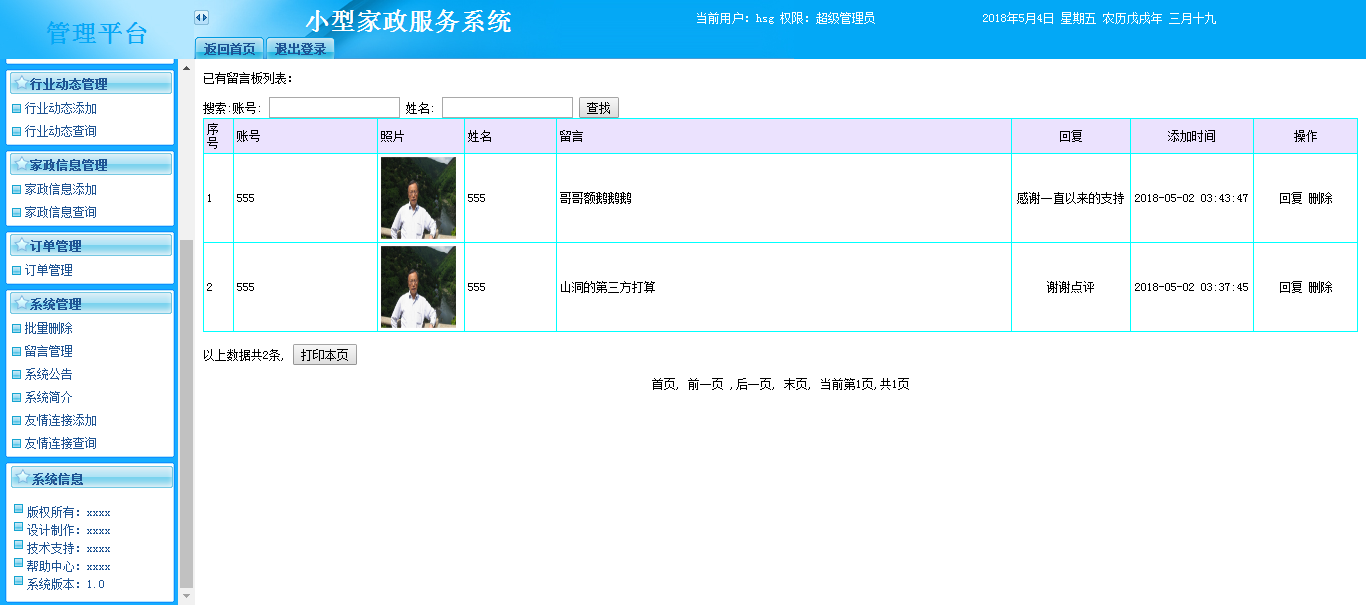 管理平台
小型家政服务系统
当前用户：hsg 权限：超级管理员
2018年5月4日 星期五 农历戊戌年 三月十九
返回首页 退出登录
行业动态管理
行业动态添加
行业动态查询
家政信息管理
家政信息添加
家政信息查询
订单管理
订单管理
系统管理
批量删除
留言管理
系统公告
系统简介
友情连接添加
友情连接查询
系统信息
版权所有：xxxx
设计制作：xxxx
技术支持：xxxx
帮助中心：xxxx
系统版本：1.0
已有留言板列表：
搜索:账号： 姓名： 查找
序号 账号 照片 姓名 留言 回复 添加时间 操作
1 555 555 哥哥额鹅鹅鹅 感谢一直以来的支持 2018-05-02 03:43:47 回复 删除
2 555 555 山洞的第三方打算 谢谢点评 2018-05-02 03:37:45 回复 删除
以上数据共2条， 打印本页
首页， 前一页 ，后一页， 末页， 当前第1页，共1页